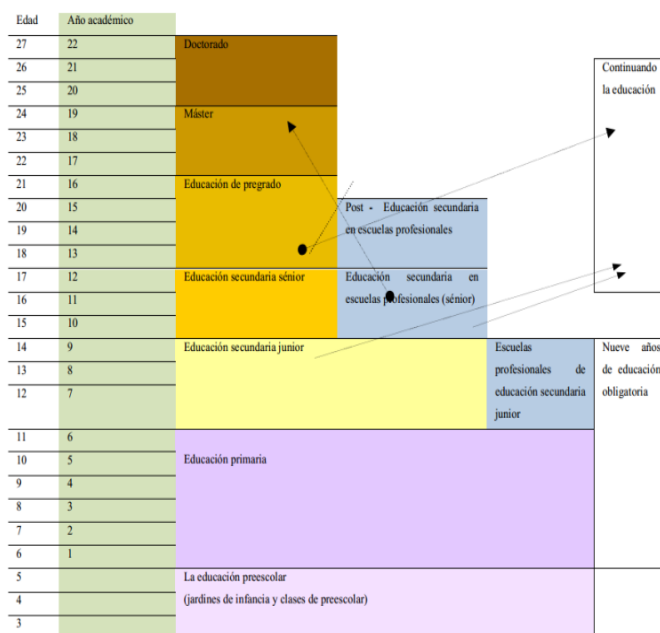 Edad Año académico
27 22 Doctorado
26 21 Continuando
25 20 la educación
24 19 Máster
23 18
22 17
21 16 Educación de pregrado
20 15 Post - Educación secundaria
19 14 en escuelas profesionales
18 13
17 12 Educación secundaria sénior Educación secundaria en
16 11 escuelas profesionales (sénior)
15 10
14 9 Educación secundaria junior Escuelas Nueve años
13 8 profesionales de de educación
12 7 educación secundaria obligatoria
junior
11 6
10 5 Educación primaria
9 4
8 3
7 2
6 1
5 La educación preescolar
4 (jardines de infancia y clases de preescolar)
3